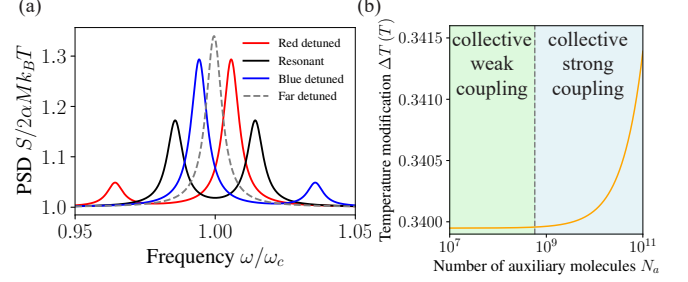 (a)
PSD S/2αMk_BT
1.3
1.2
1.1
1.0
Red detuned
Resonant
Blue detuned
Far detuned
0.95
1.00
1.05
Frequency ω/ω_c
(b)
Temperature modification ΔT (T)
0.3415
0.3410
0.3405
0.3400
collective
weak
coupling
collective
strong
coupling
10^7
10^9
10^11
Number of auxiliary molecules N_a